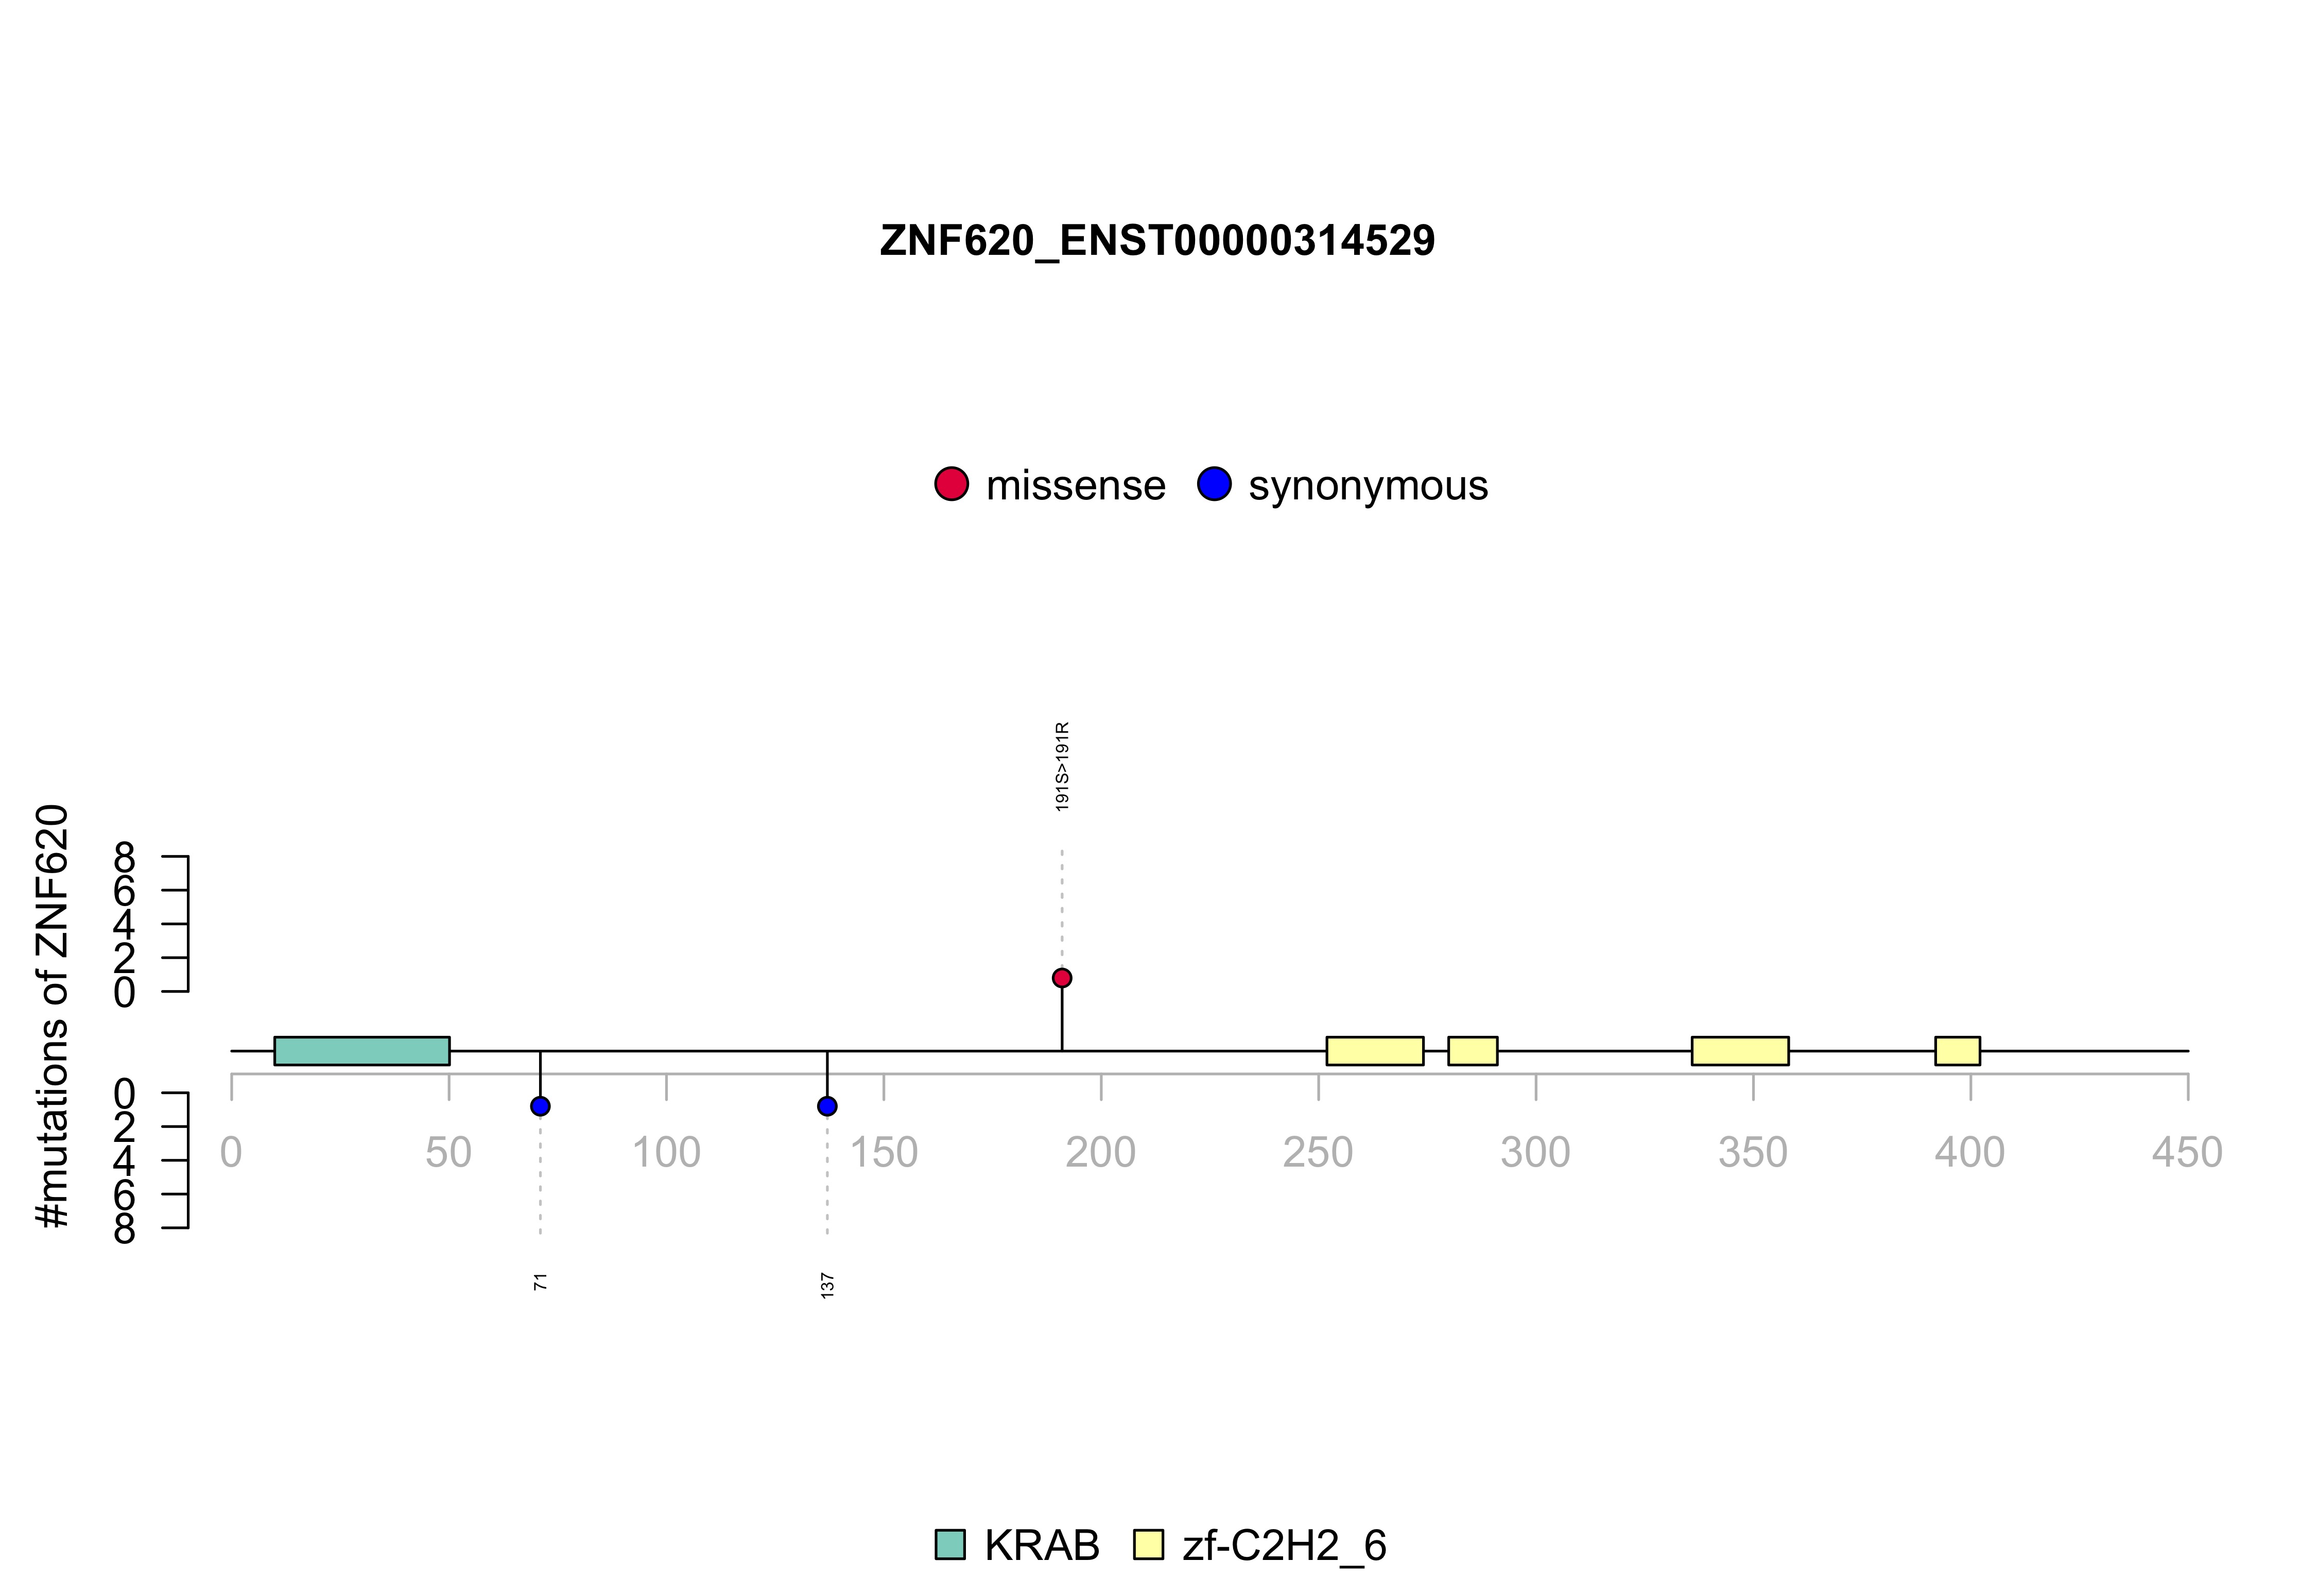 ZNF620_ENST00000314529
missense synonymous
191S>191R
#mutations of ZNF620
8
6
4
2
0
0
2
4
6
8
0 50 100 150 200 250 300 350 400 450
71 137
KRAB zf-C2H2_6